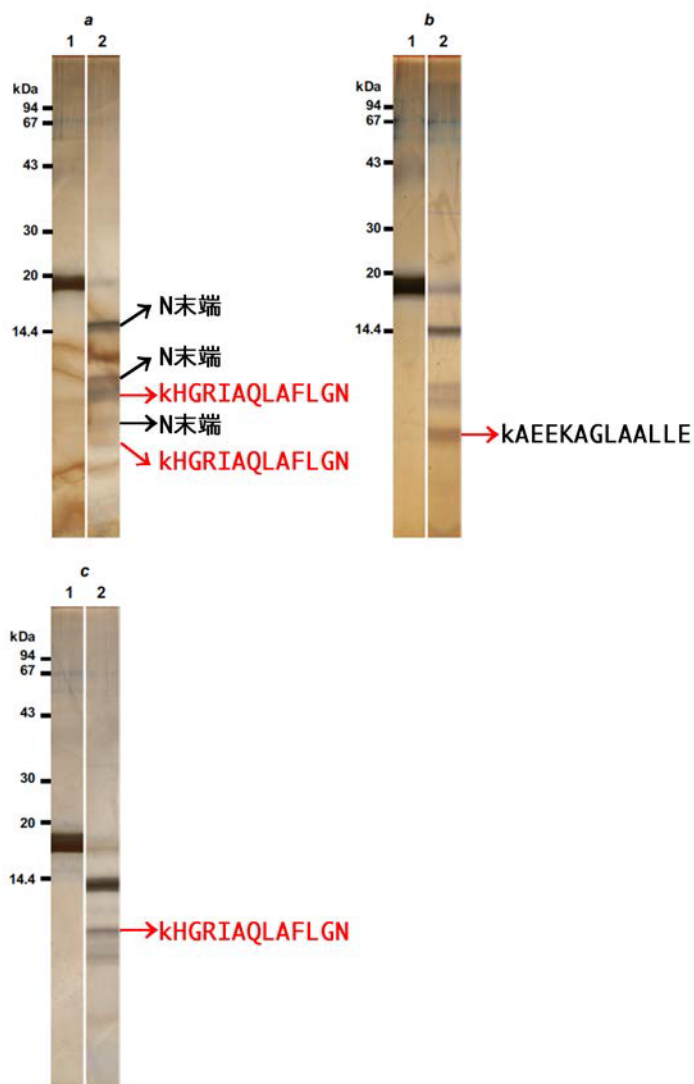 a
1 2
kDa
94
67
43
30
20
14.4
N末端
N末端
kHGRIAQLAFLGN
N末端
kHGRIAQLAFLGN
b
1 2
kDa
94
67
43
30
20
14.4
kAEEKAGLAALLE
c
1 2
kDa
94
67
43
30
20
14.4
kHGRIAQLAFLGN